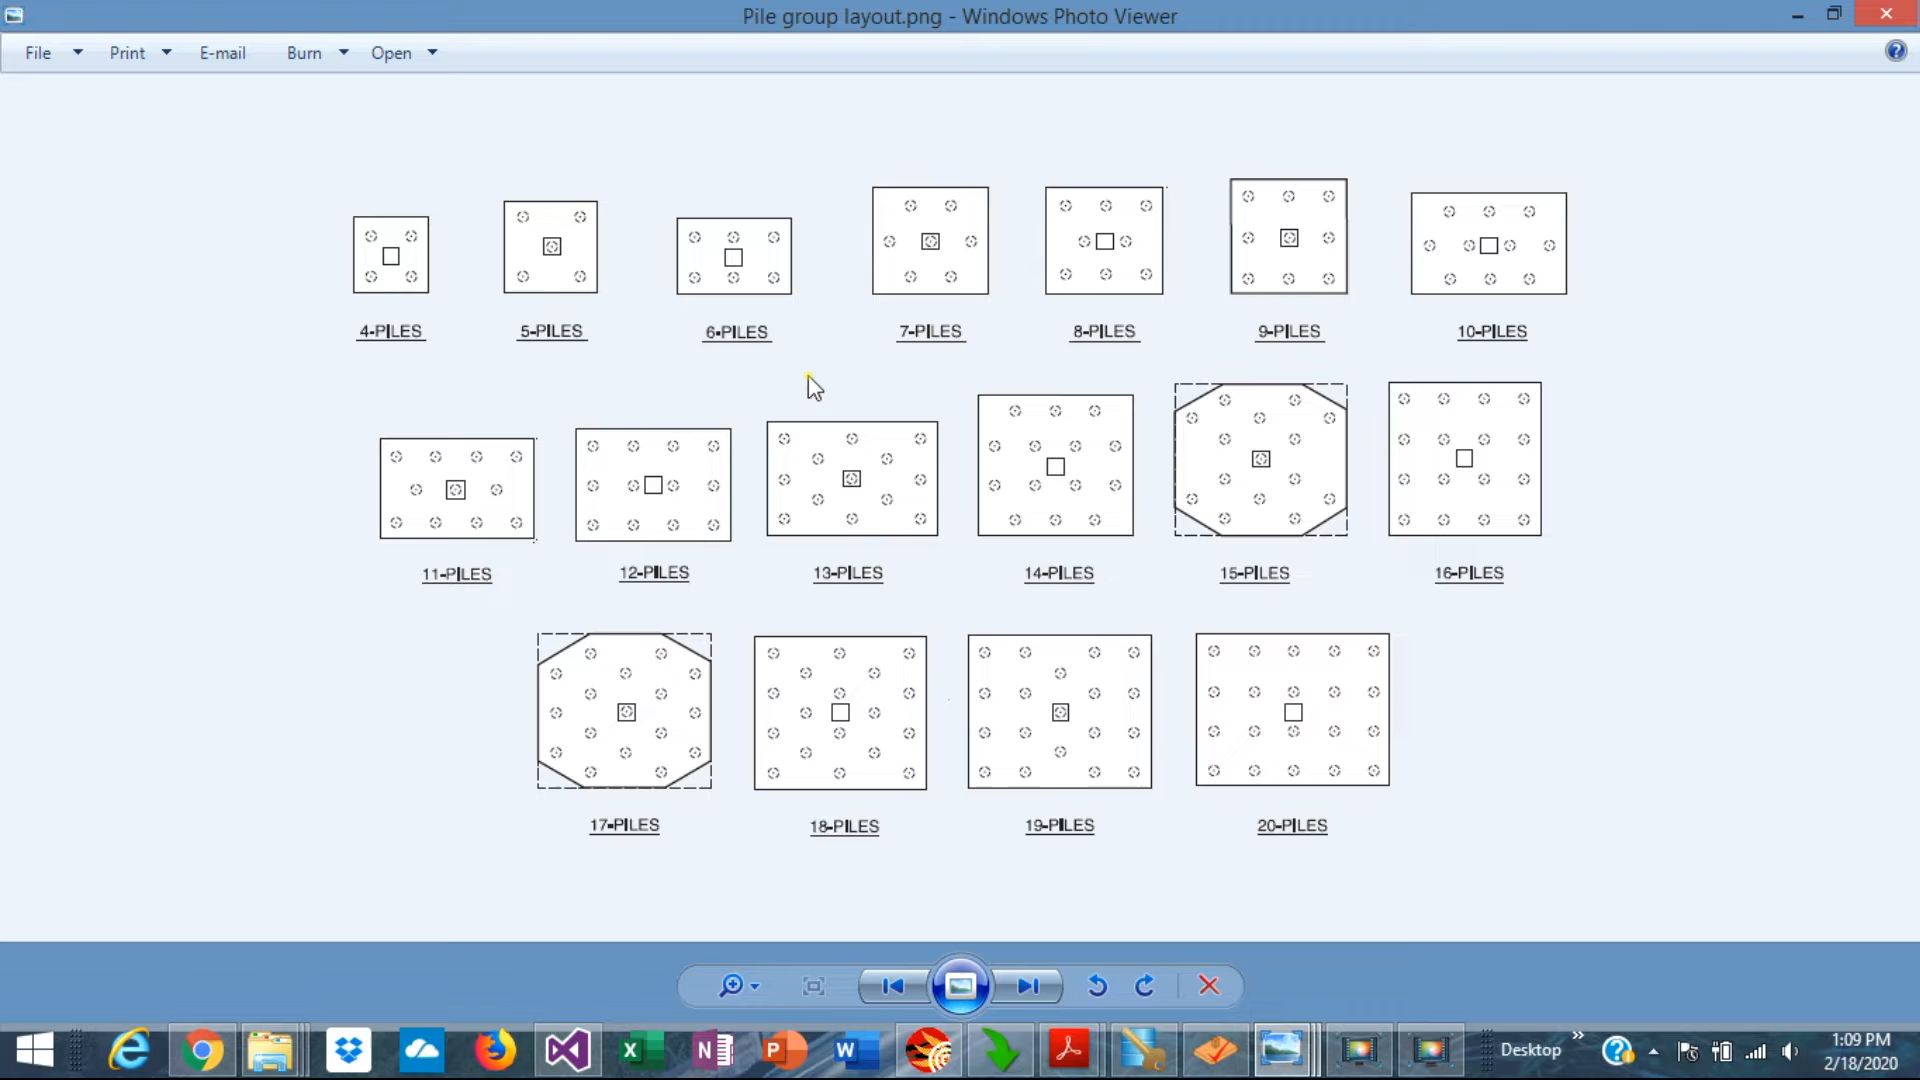 Pile group layout.png - Windows Photo Viewer
File Print E-mail Burn Open
4-PILES 5-PILES 6-PILES 7-PILES 8-PILES 9-PILES 10-PILES
11-PILES 12-PILES 13-PILES 14-PILES 15-PILES 16-PILES
17-PILES 18-PILES 19-PILES 20-PILES
Desktop
1:09 PM
2/18/2020